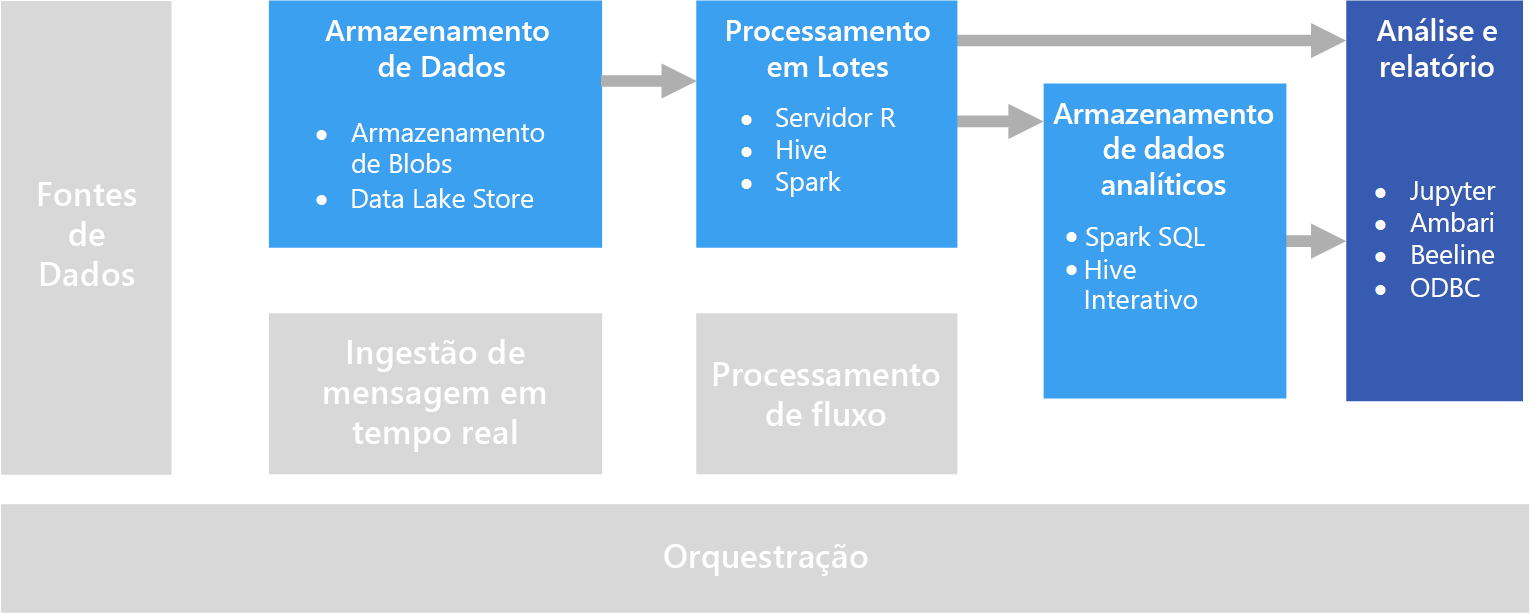 Fontes
de
Dados
Armazenamento
de Dados
• Armazenamento
de Blobs
• Data Lake Store
Processamento
em Lotes
• Servidor R
• Hive
• Spark
Armazenamento
de dados
analíticos
• Spark SQL
• Hive
Interativo
Análise e
relatório
• Jupyter
• Ambari
• Beeline
• ODBC
Ingestão de
mensagem em
tempo real
Processamento
de fluxo
Orquestração